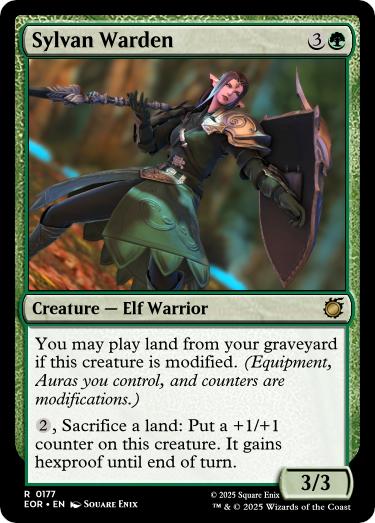 Sylvan Warden 3
Creature — Elf Warrior
You may play land from your graveyard
if this creature is modified. (Equipment,
Auras you control, and counters are
modifications.)
2, Sacrifice a land: Put a +1/+1
counter on this creature. It gains
hexproof until end of turn.
3/3
R 0177
EOR • EN SQUARE ENIX
© 2025 Square Enix
™ & © 2025 Wizards of the Coast